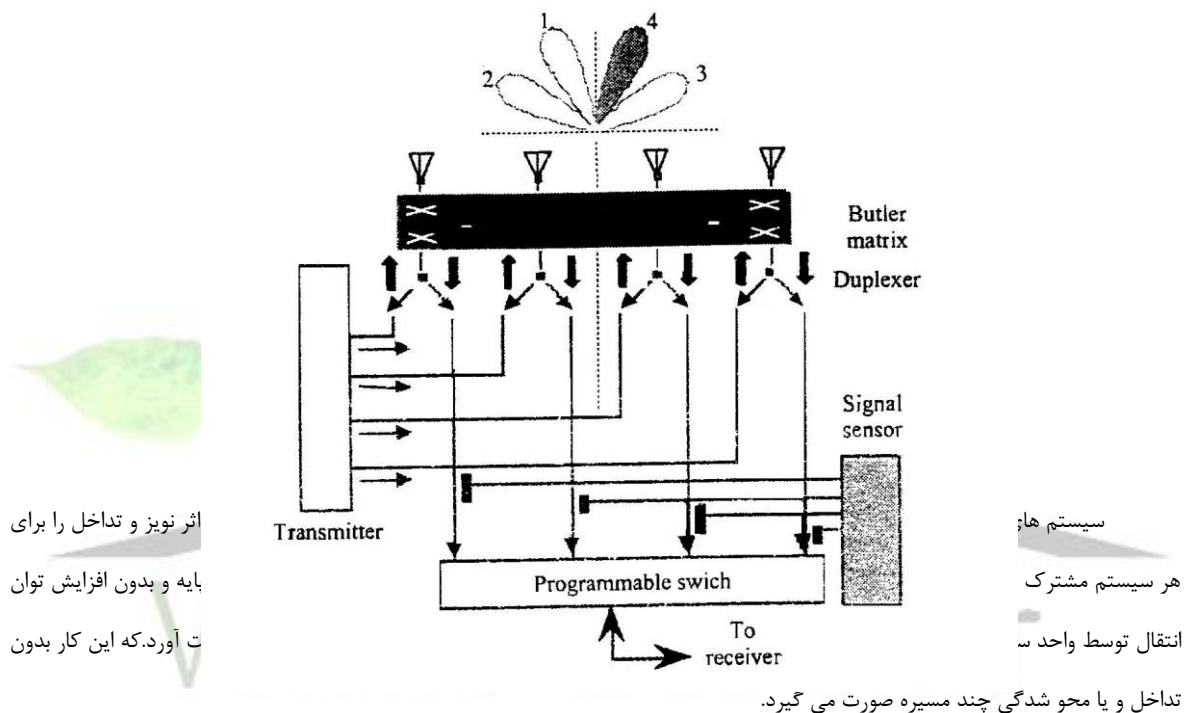 1
4
2
3
Butler
matrix
Duplexer
Signal
sensor
Transmitter
Programmable swich
To
receiver
سیستم اثر نویز و تداخل را برای
هر سیستم مشترک پایه و بدون افزایش توان
انتقال توسط واحد آورد.که این کار بدون
تداخل و یا محو شدگی چند مسیره صورت می گیرد.